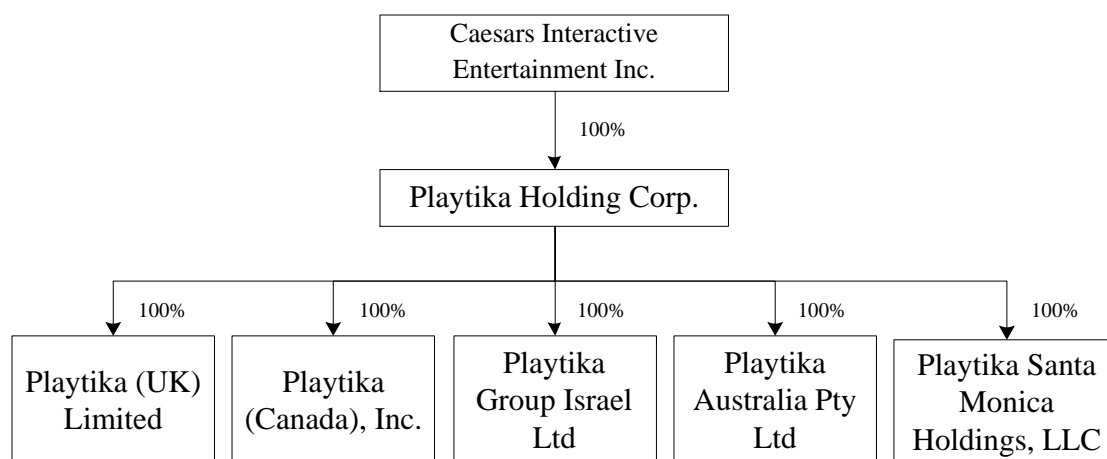 Caesars Interactive
Entertainment Inc.
100%
Playtika Holding Corp.
100%
100%
100%
100%
100%
Playtika (UK)
Limited
Playtika
(Canada), Inc.
Playtika
Group Israel
Ltd
Playtika
Australia Pty
Ltd
Playtika Santa
Monica
Holdings, LLC